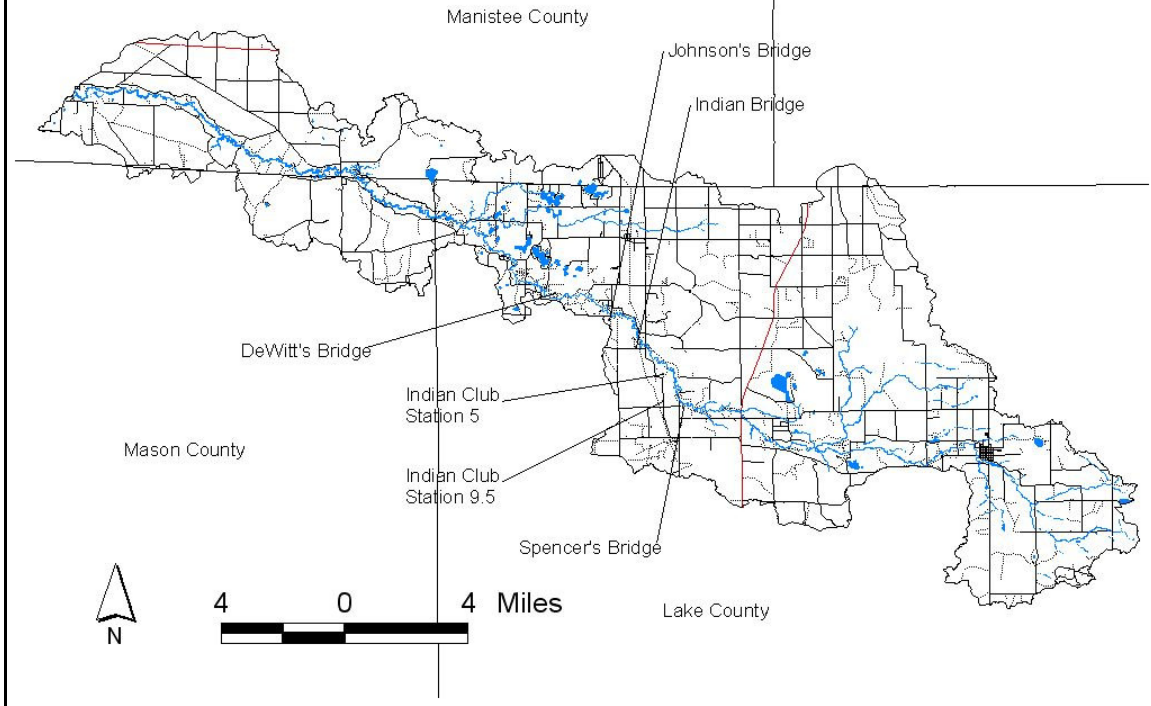 Manistee County
Johnson's Bridge
Indian Bridge
DeWitt's Bridge
Indian Club
Station 5
Mason County
Indian Club
Station 9.5
Spencer's Bridge
4 0 4 Miles
N
Lake County